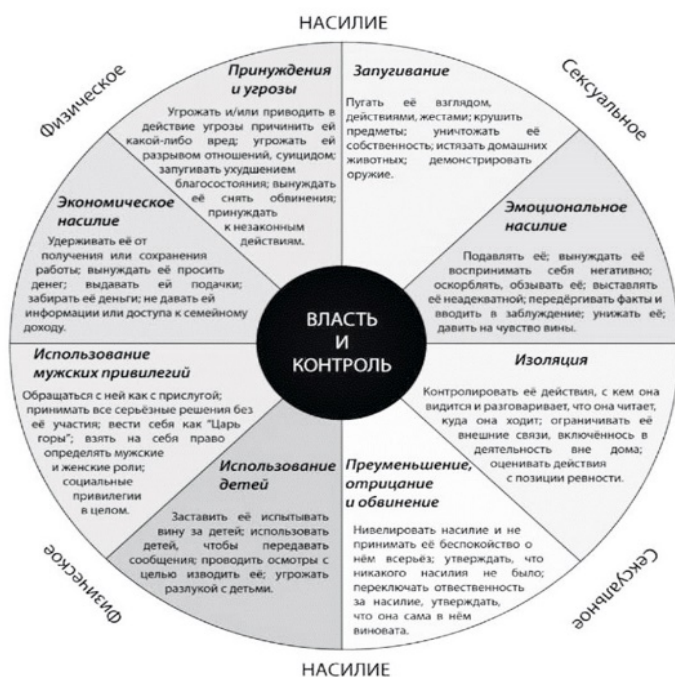 НАСИЛИЕ
Физическое
Сексуальное
Принуждения
и угрозы
Угрожать и/или приводить в
действие угрозы причинить ей
какой-либо вред; угрожать ей
разрывом отношений, суицидом;
запугивать ухудшением
благосостояния; вынуждать
её снять обвинения;
принуждать
к незаконным
действиям.
Запугивание
Пугать её взглядом,
действиями, жестами; крушить
предметы; уничтожать её
собственность; истязать домашних
животных; демонстрировать
оружие.
Экономическое
насилие
Удерживать её от
получения или сохранения
работы; вынуждать её просить
денег; выдавать ей подачки;
забирать её деньги; не давать ей
информации или доступа к семейному
доходу.
Эмоциональное
насилие
Подавлять её; вынуждать её
воспринимать себя негативно;
оскорблять, обзывать её; выставлять
её неадекватной; передёргивать факты и
вводить в заблуждение; унижать её;
давить на чувство вины.
ВЛАСТЬ
И
КОНТРОЛЬ
Использование
мужских привилегий
Обращаться с ней как с прислугой;
принимать все серьёзные решения без
её участия; вести себя как "Царь
горы"; взять на себя право
определять мужские
и женские роли;
социальные
привилегии
в целом.
Изоляция
Контролировать её действия, с кем она
видится и разговаривает, что она читает,
куда она ходит; ограничивать её
внешние связи, включённось в
деятельность вне дома;
оценивать действия
с позиции ревности.
Использование
детей
Заставить её испытывать
вину за детей; использовать
детей, чтобы передавать
сообщения; проводить осмотры с
целью изводить её; угрожать
разлукой с детьми.
Преуменьшение,
отрицание
и обвинение
Нивелировать насилие и не
принимать её беспокойство о
нём всерьёз; утверждать, что
никакого насилия не было;
переключать отвественность
за насилие, утверждать,
что она сама в нём
виновата.
Физическое
Сексуальное
НАСИЛИЕ